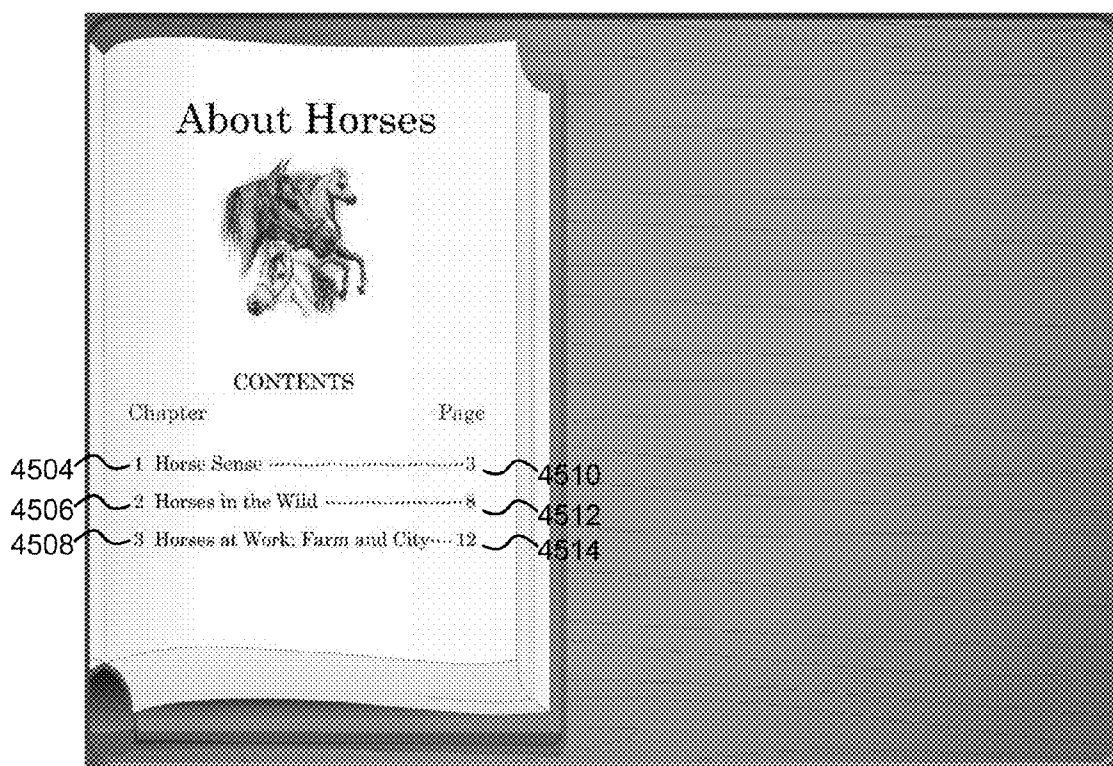 About Horses
CONTENTS
Chapter Page
4504 1 Horse Sense 3 4510
4506 2 Horses in the Wild 8 4512
4508 3 Horses at Work, Farm and City 12 4514